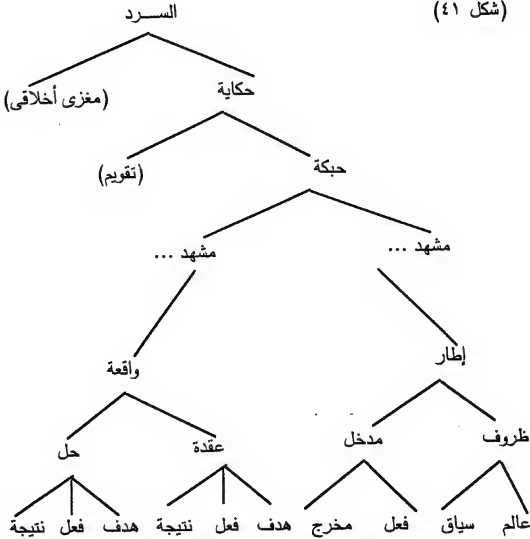 (شكل ٤١)
الســـرد
حكاية (مغزى أخلاقى)
حبكة (تقويم)
مشهد ... مشهد ...
إطار واقعة
ظروف مدخل عقدة حل
عالم سياق فعل مخرج هدف فعل نتيجة هدف فعل نتيجة